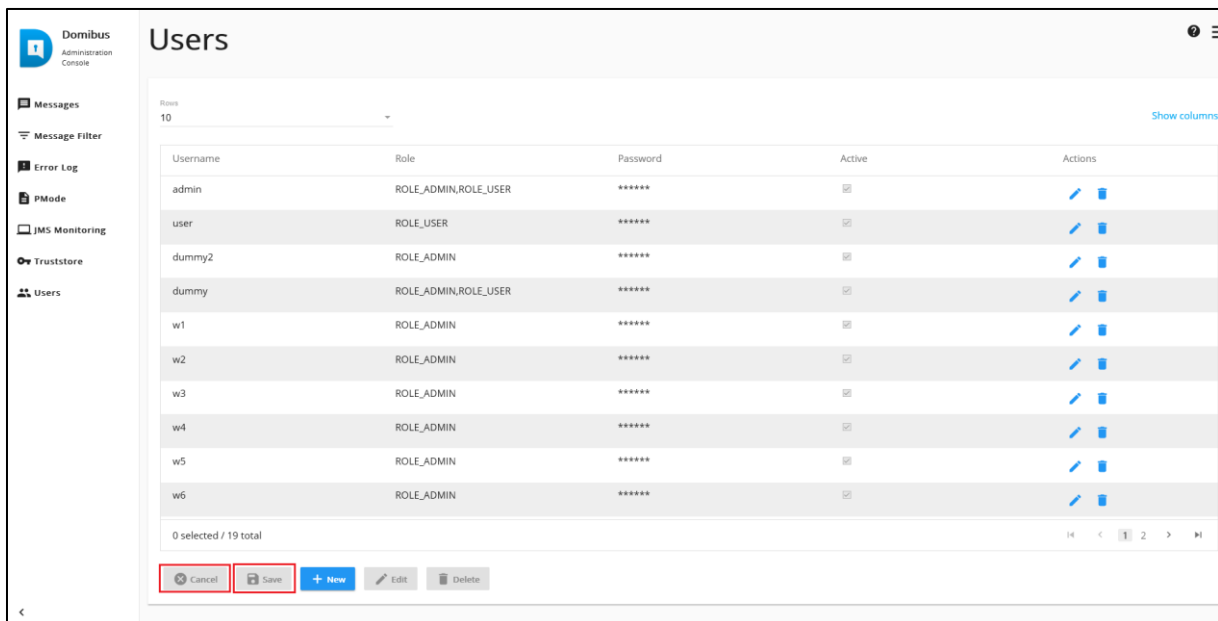 Domibus
Administration
Console
Messages
Message Filter
Error Log
PMode
JMS Monitoring
Truststore
Users
Users
Rows
10
Show columns
Username Role Password Active Actions
admin ROLE_ADMIN,ROLE_USER ******
user ROLE_USER ******
dummy2 ROLE_ADMIN ******
dummy ROLE_ADMIN,ROLE_USER ******
w1 ROLE_ADMIN ******
w2 ROLE_ADMIN ******
w3 ROLE_ADMIN ******
w4 ROLE_ADMIN ******
w5 ROLE_ADMIN ******
w6 ROLE_ADMIN ******
0 selected / 19 total 1 2
Cancel Save + New Edit Delete